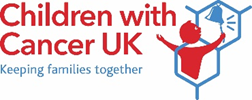 Children with
Cancer UK
Keeping families together